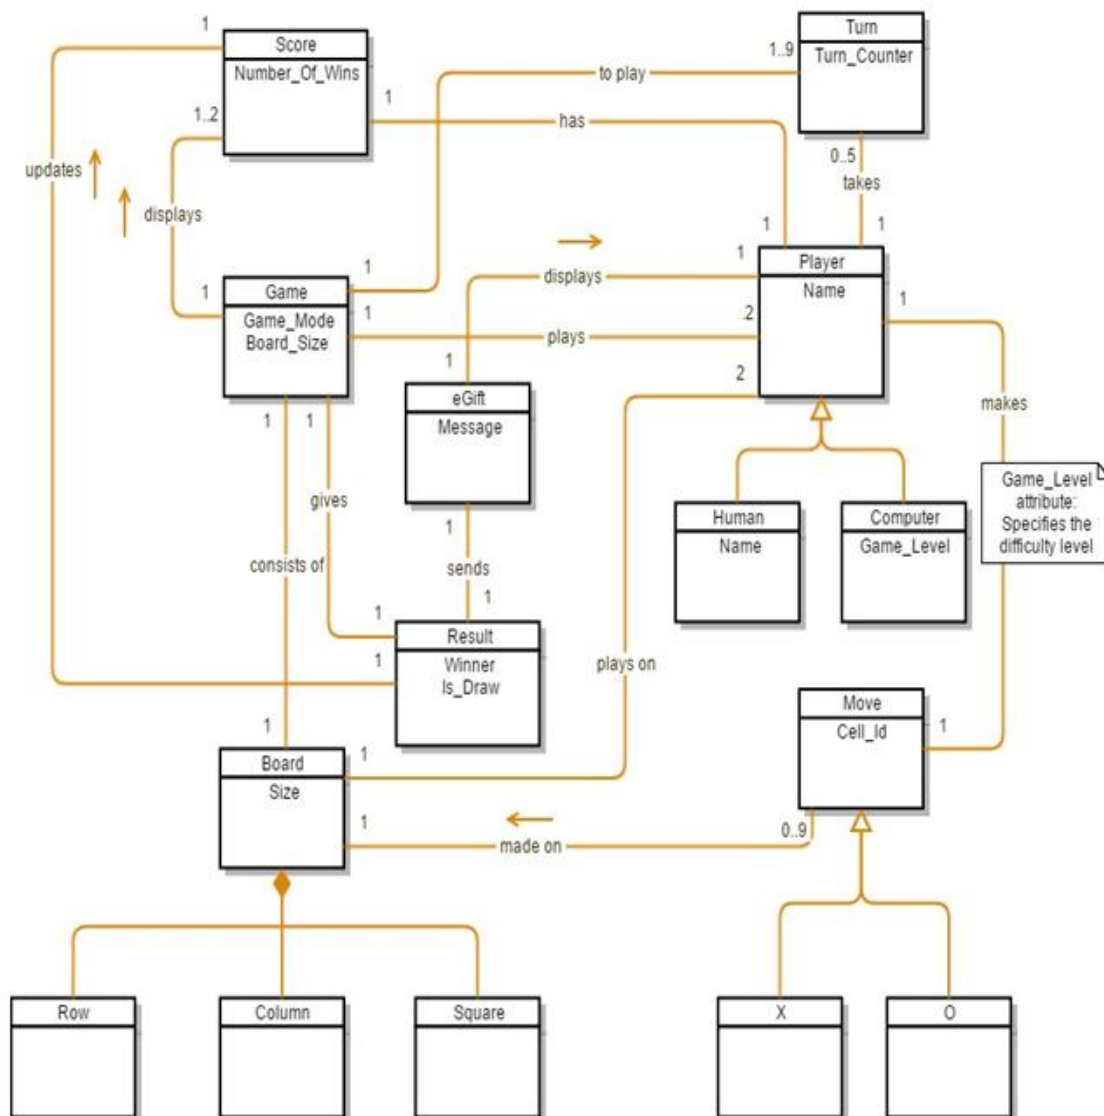 1
Score
Number_Of_Wins
1..2
1
Turn
Turn_Counter
1..9
to play
has
0..5
takes
updates
displays
1
1
1
Game
Game_Mode
Board_Size
1
1
displays
1
1
Player
Name
1
.2
plays
1
eGift
Message
2
makes
1
1
gives
Human
Name
Computer
Game_Level
Game_Level
attribute:
Specifies the
difficulty level
1
consists of
sends
1
1
Result
Winner
Is_Draw
1
plays on
Move
Cell_Id
1
1
Board
Size
1
1
made on
0..9
Row
Column
Square
X
O